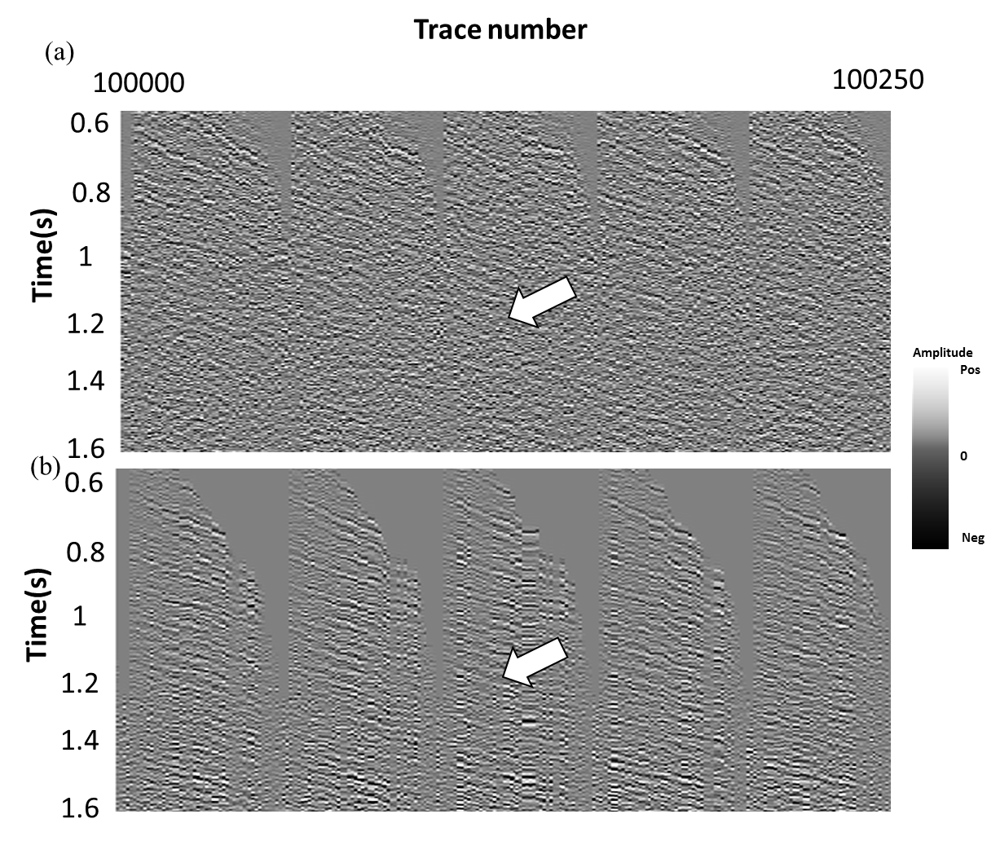 Trace number
(a)
100000
100250
0.6
0.8
1
1.2
1.4
1.6
Time(s)
(b)
0.6
0.8
1
1.2
1.4
1.6
Time(s)
Amplitude
Pos
0
Neg